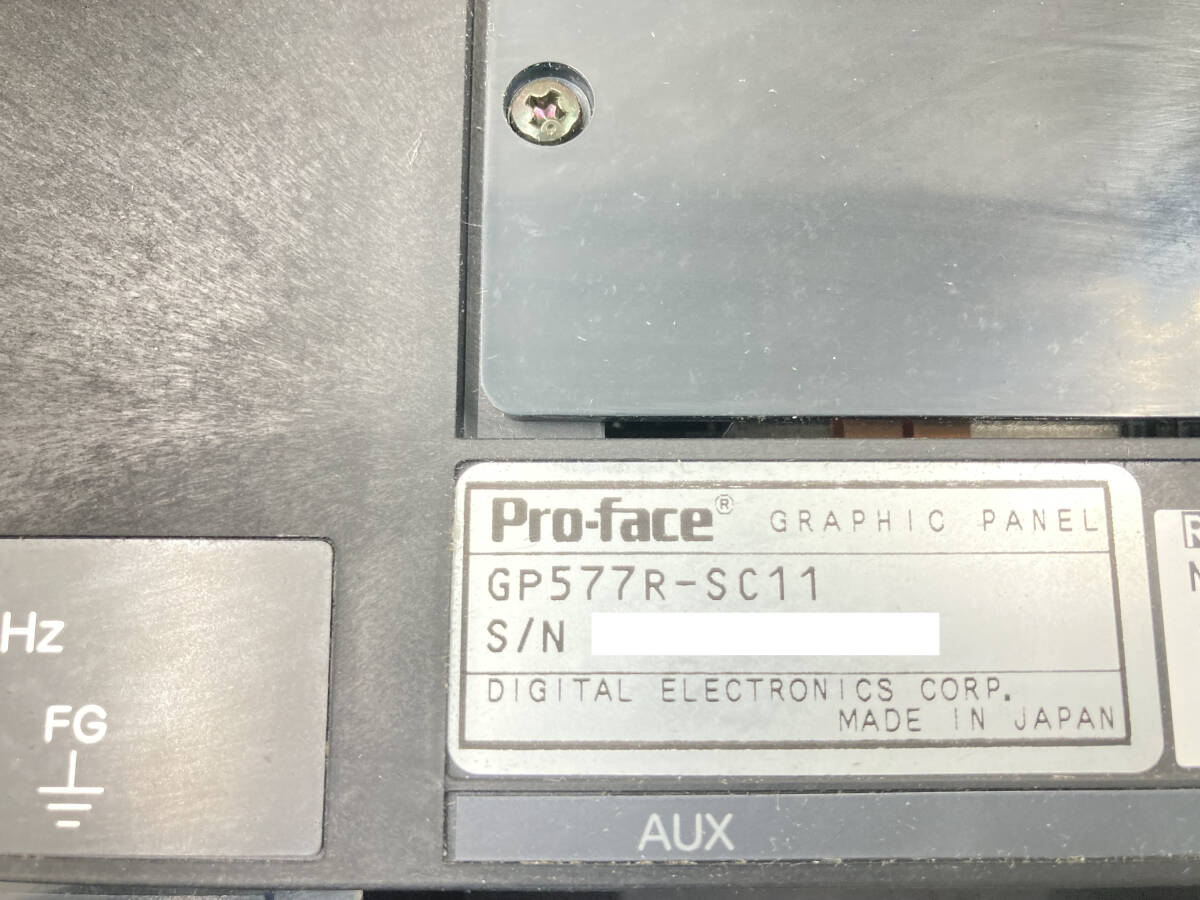 Pro-face® GRAPHIC PANEL
GP577R-SC11
S/N
DIGITAL ELECTRONICS CORP.
MADE IN JAPAN
Hz
FG
AUX